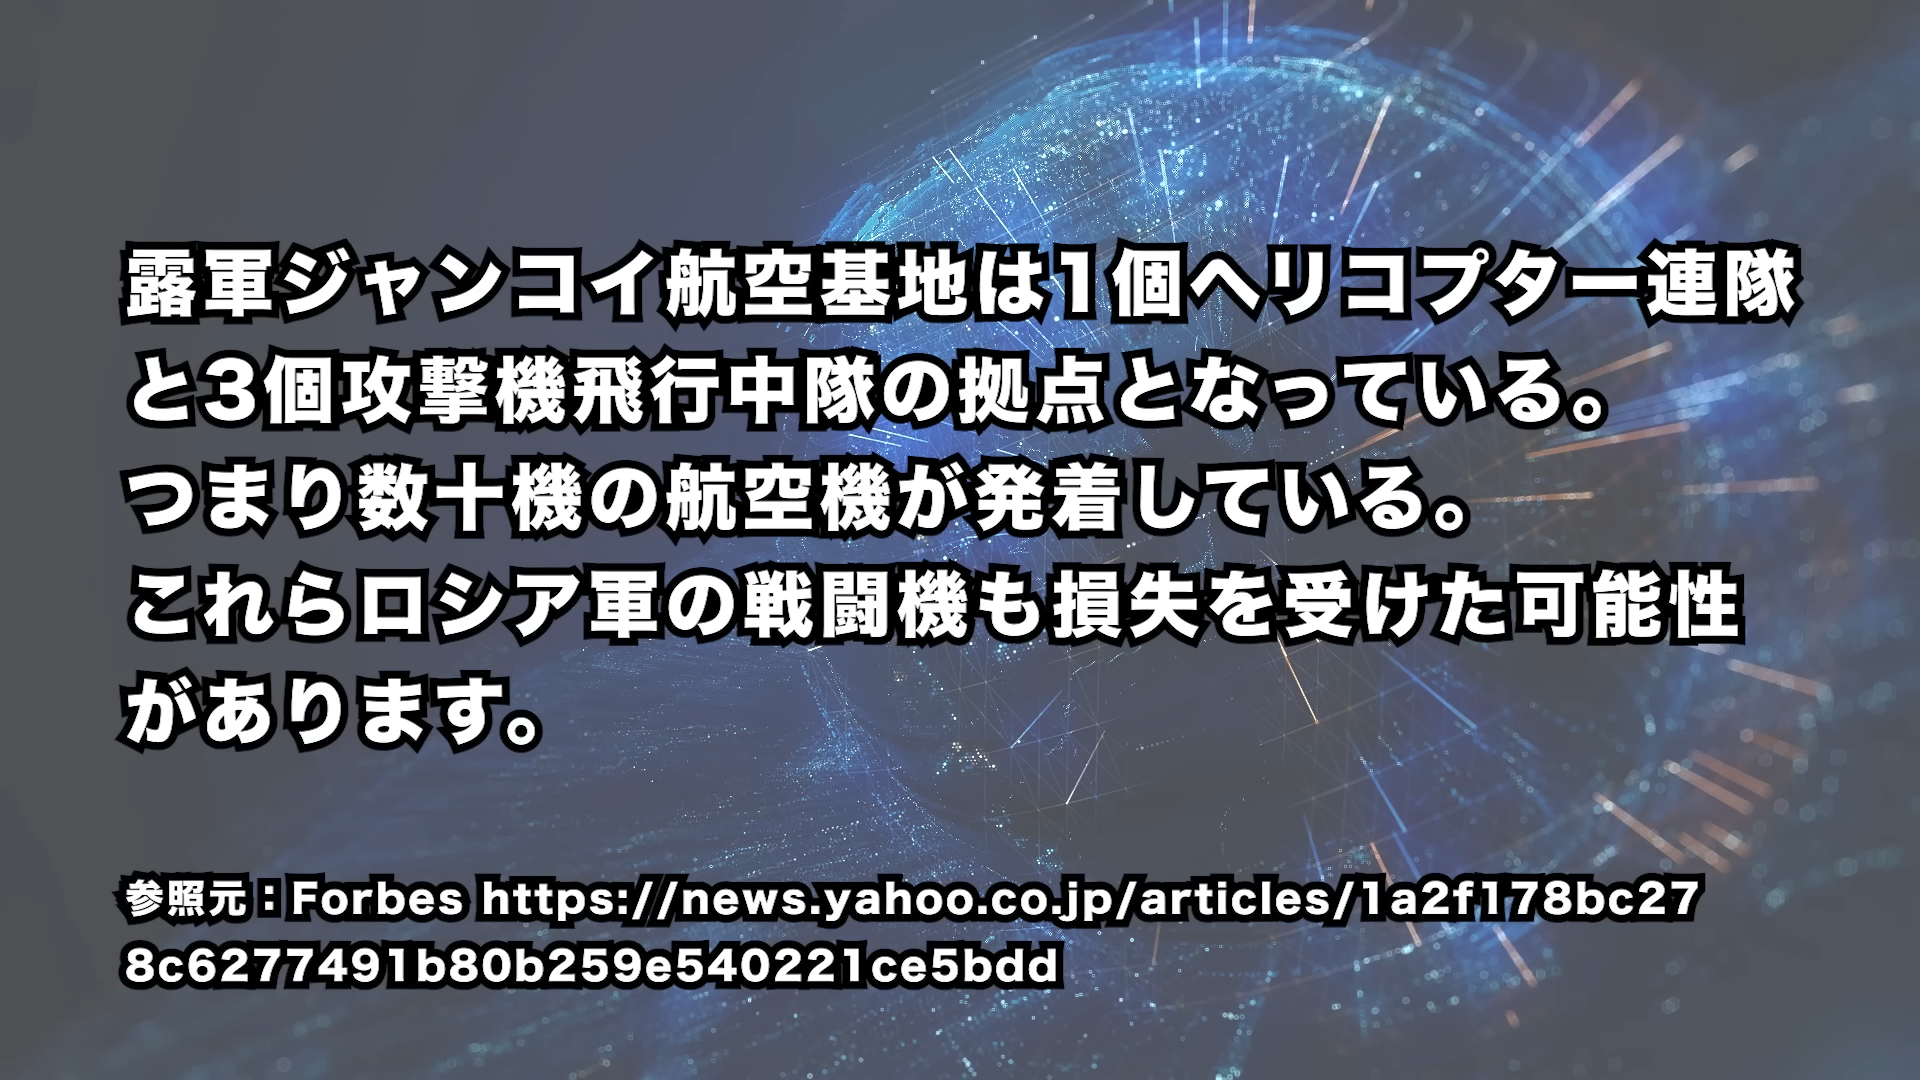 露軍ジャンコイ航空基地は1個ヘリコプター連隊
と3個攻撃機飛行中隊の拠点となっている。
つまり数十機の航空機が発着している。
これらロシア軍の戦闘機も損失を受けた可能性
があります。
参照元：Forbes https://news.yahoo.co.jp/articles/1a2f178bc27
8c6277491b80b259e540221ce5bdd